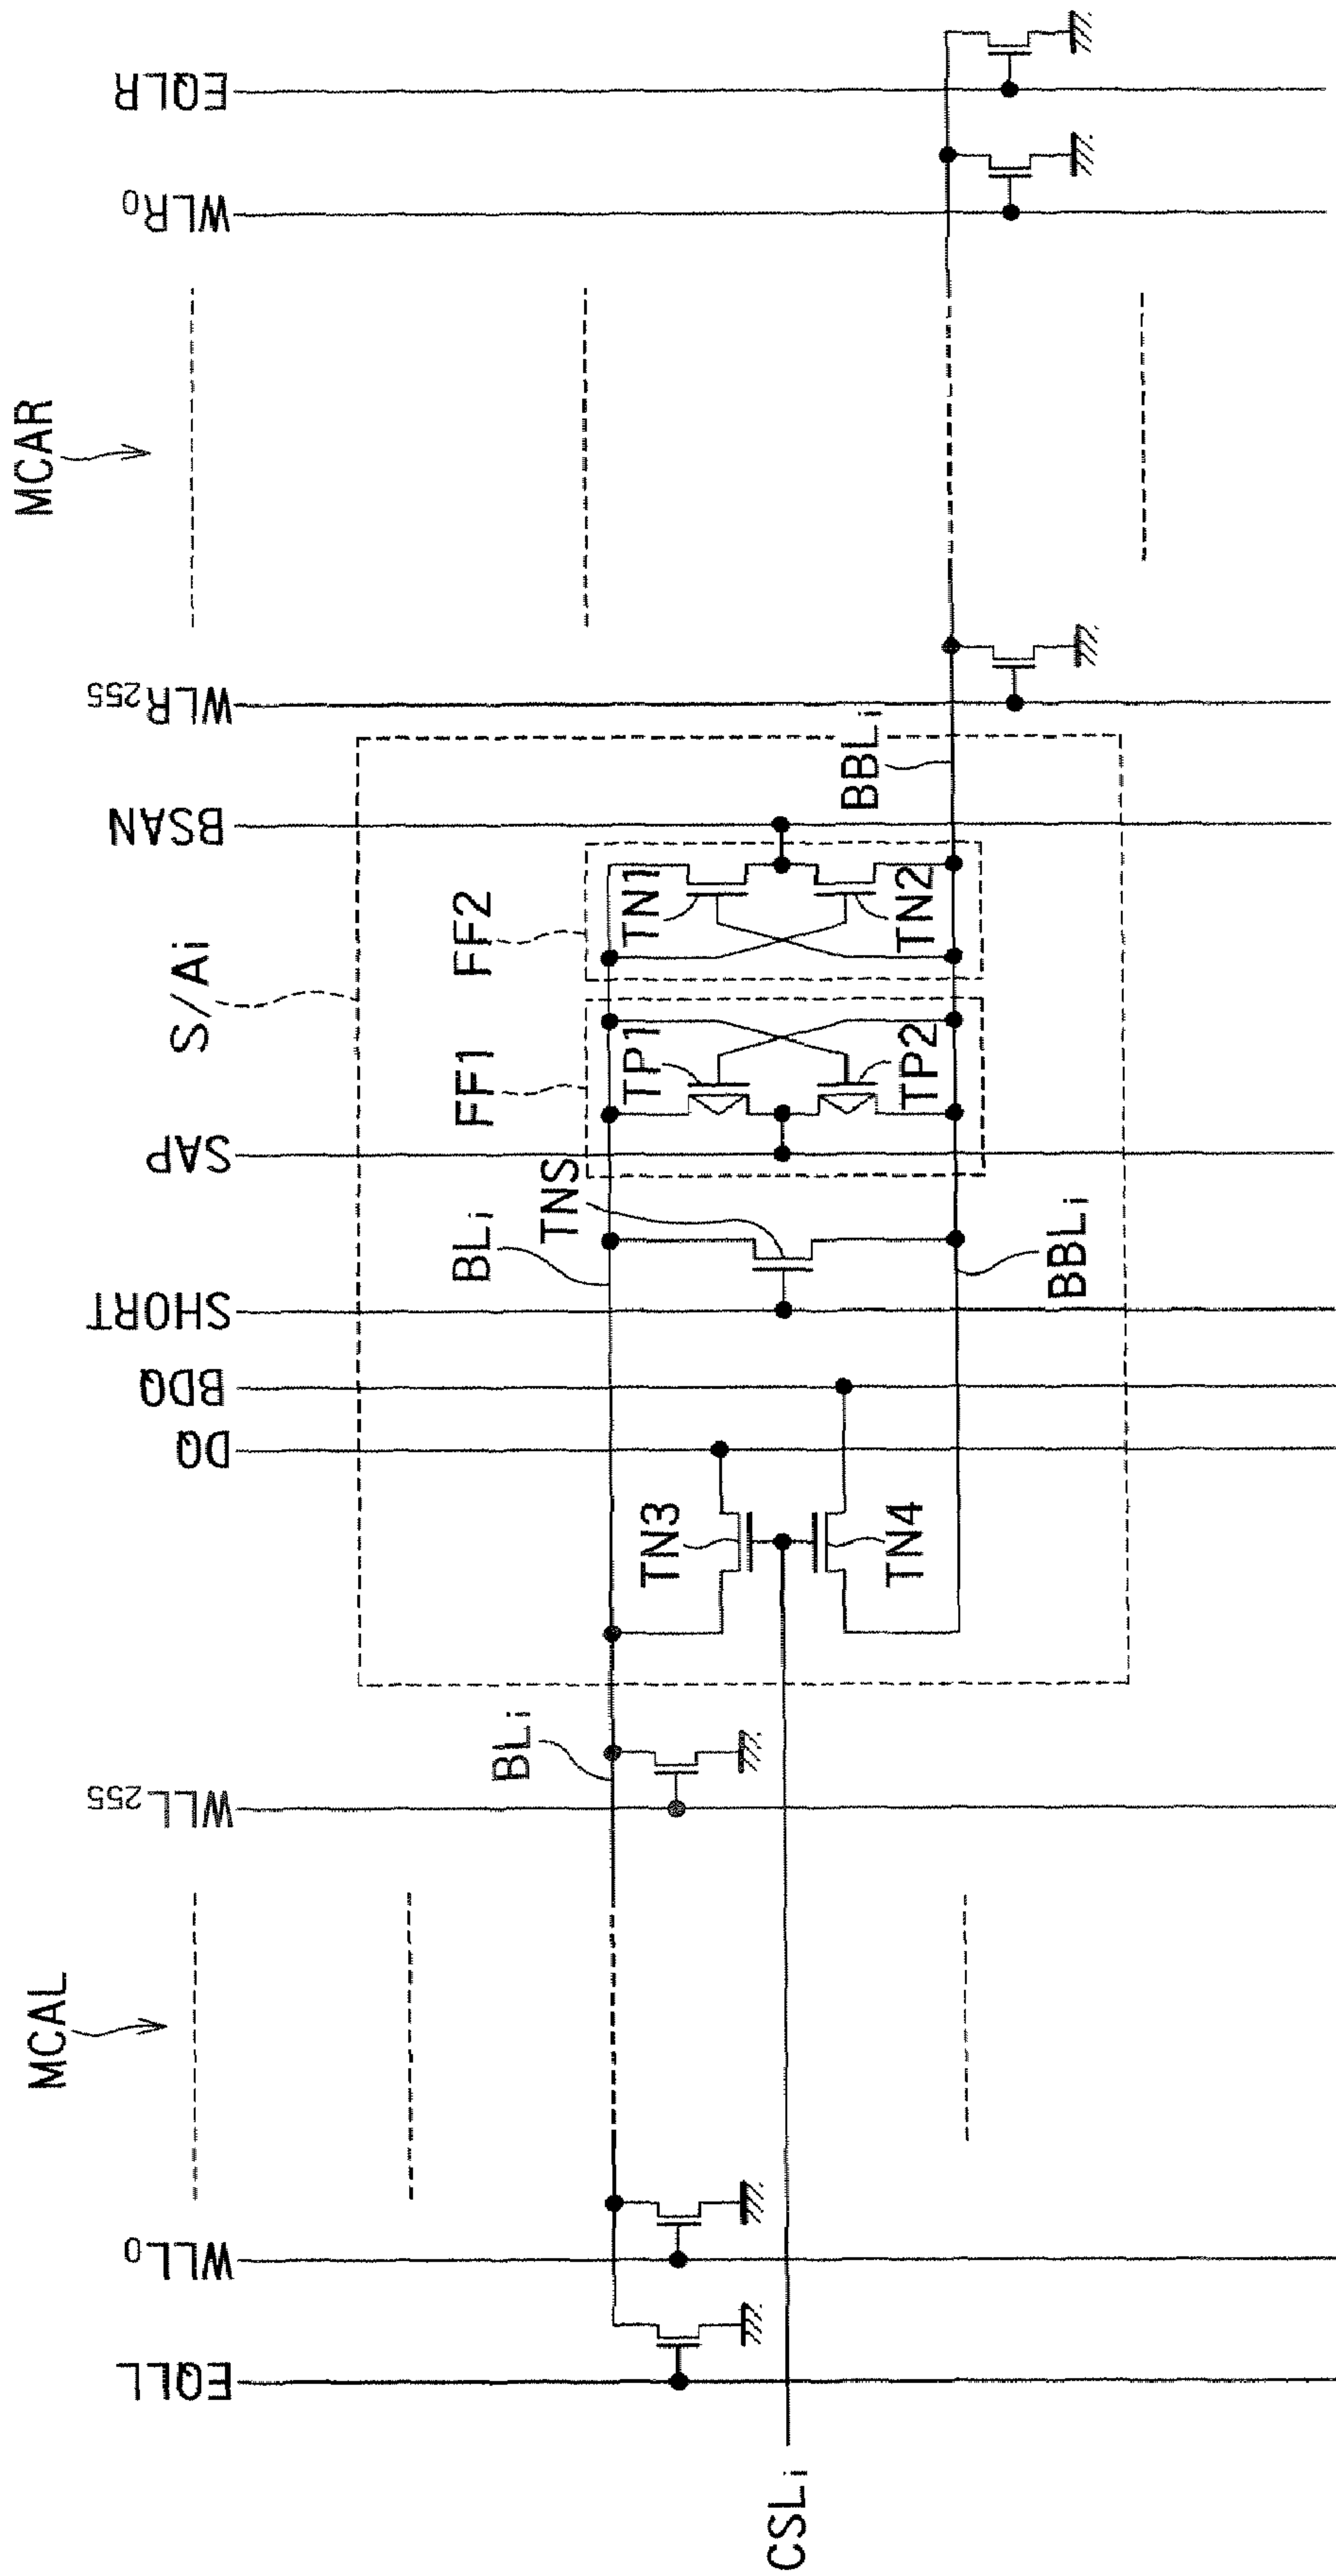 MCAL
MCAR
S/Ai
EQLL
WLL0
WLL255
DQ
BDQ
SHORT
SAP
BSAN
WLR255
WLR0
EQLR
FF1
FF2
BLi
BLi
TNS
TN3
TP1
TN1
TN4
TP2
TN2
BBLi
BBLi
CSLi